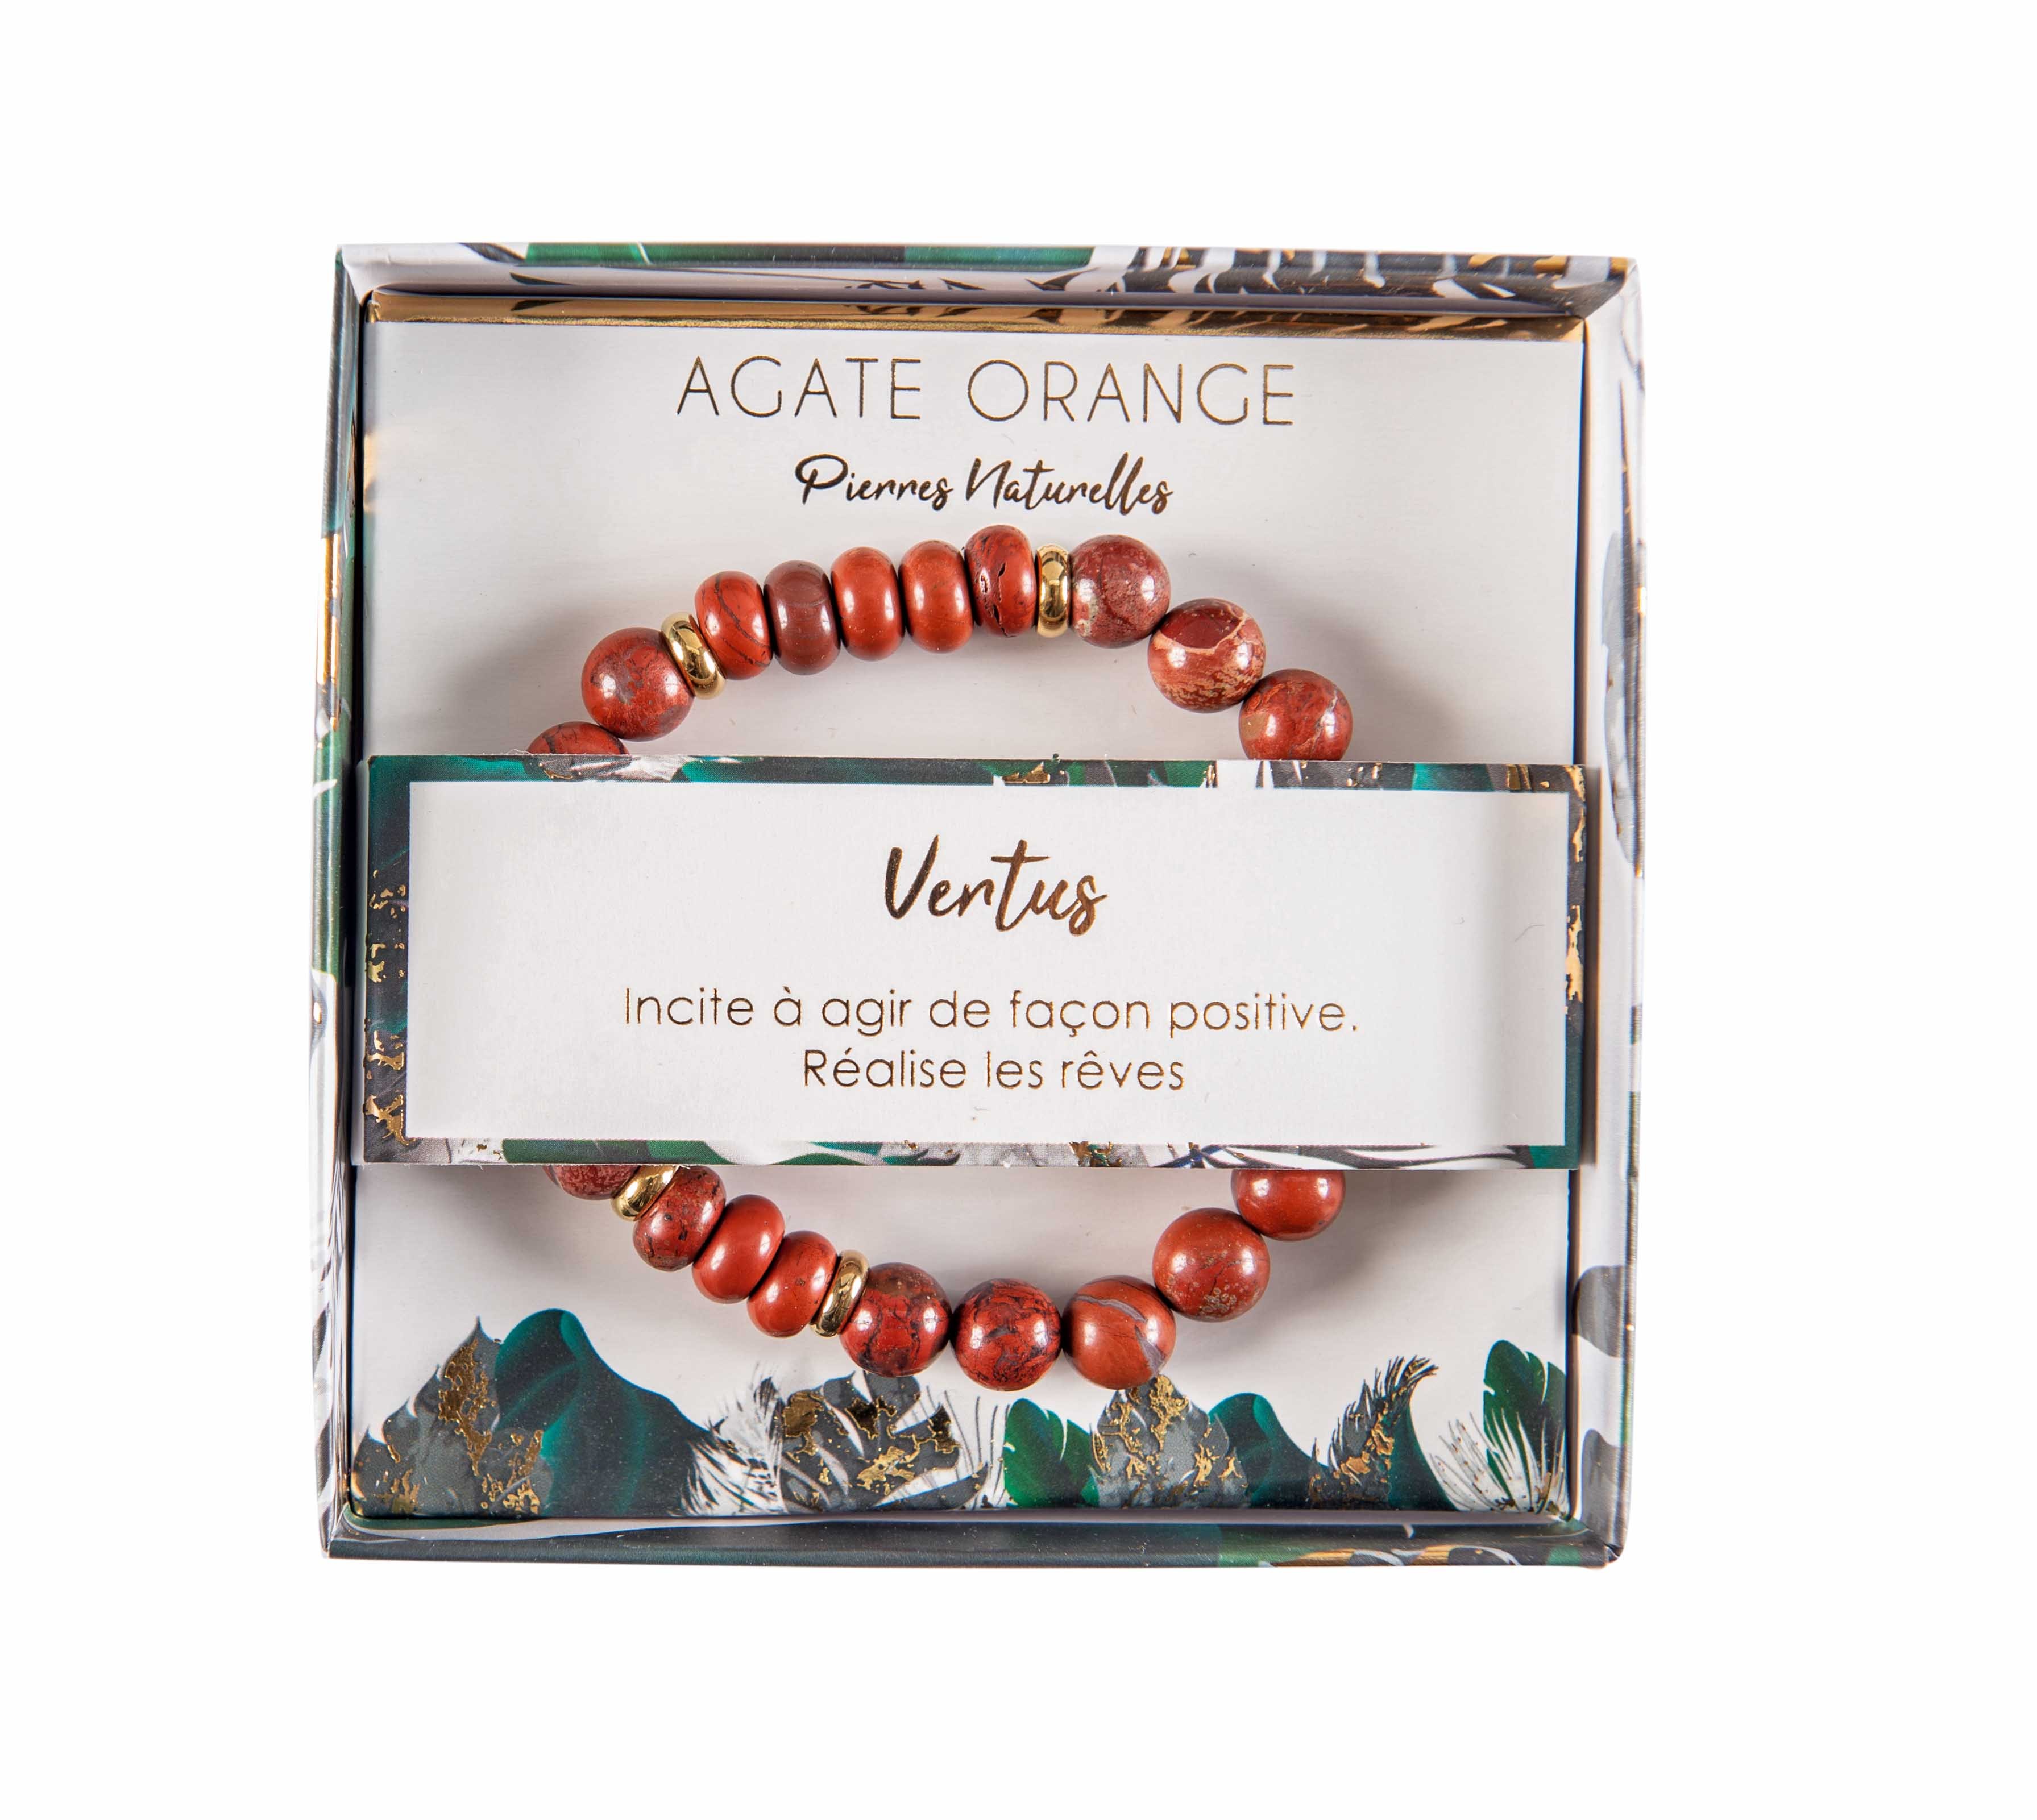 AGATE ORANGE
Pierres Naturelles
Vertus
Incite à agir de façon positive.
Réalise les rêves